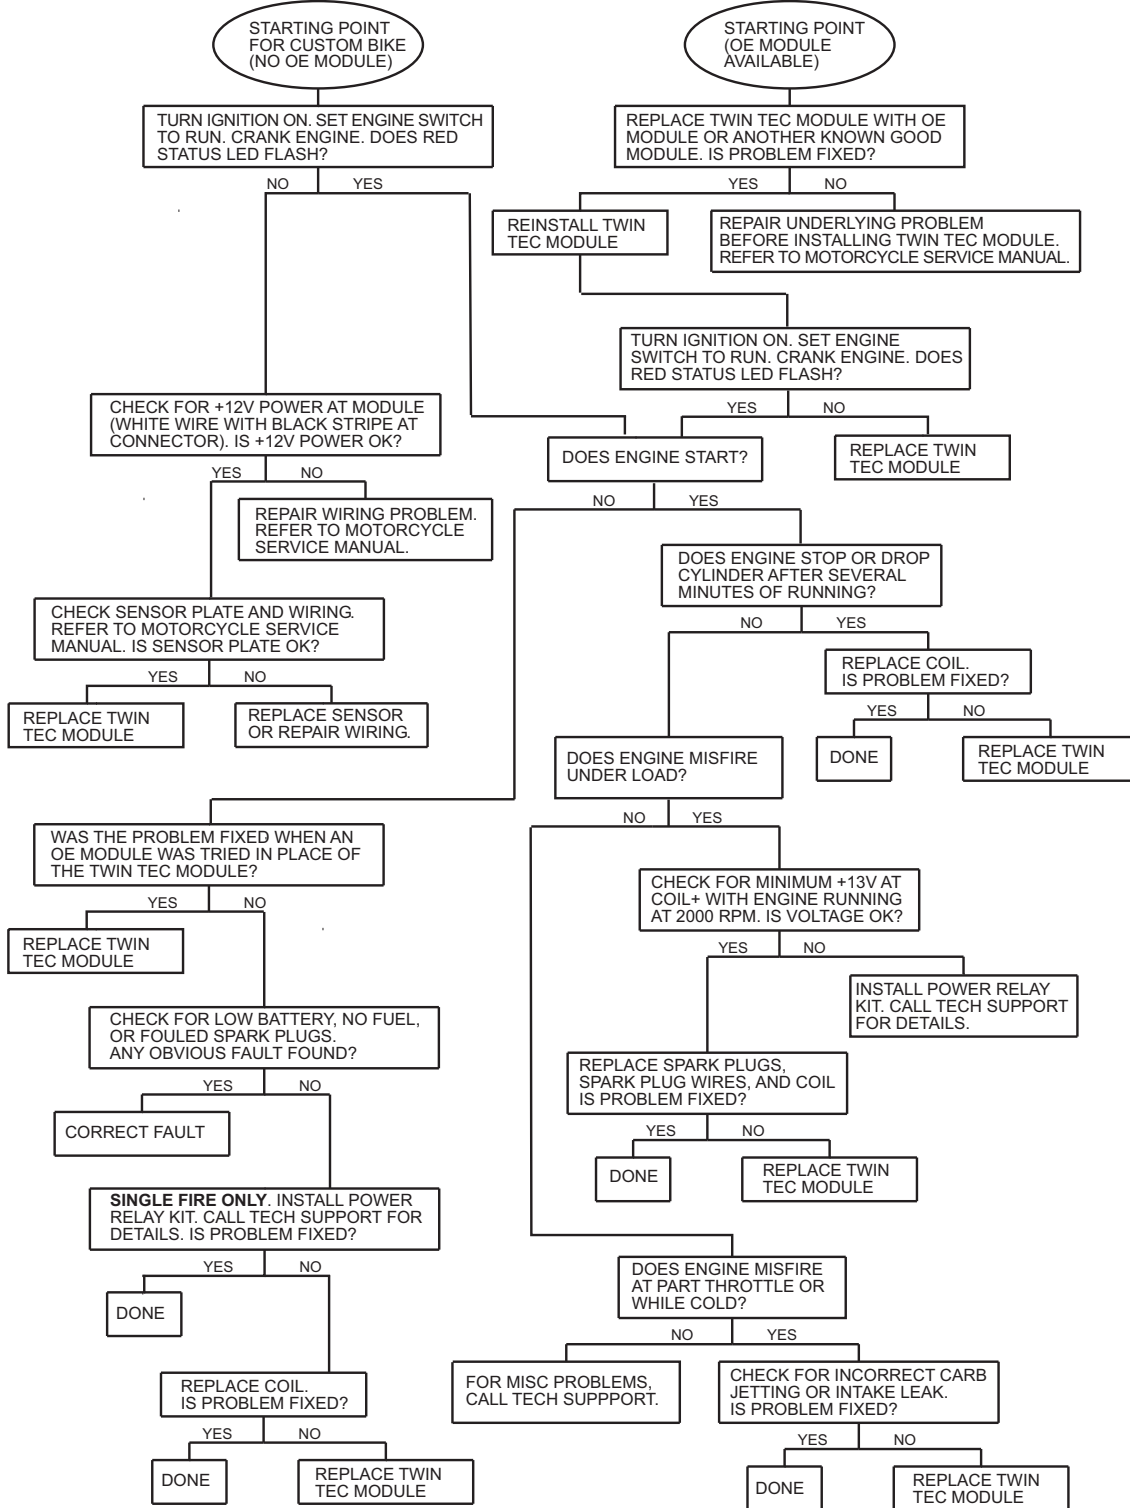 STARTING POINT
FOR CUSTOM BIKE
(NO OE MODULE)
STARTING POINT
(OE MODULE
AVAILABLE)
TURN IGNITION ON. SET ENGINE SWITCH
TO RUN. CRANK ENGINE. DOES RED
STATUS LED FLASH?
REPLACE TWIN TEC MODULE WITH OE
MODULE OR ANOTHER KNOWN GOOD
MODULE. IS PROBLEM FIXED?
NO
YES
YES
NO
REINSTALL TWIN
TEC MODULE
REPAIR UNDERLYING PROBLEM
BEFORE INSTALLING TWIN TEC MODULE.
REFER TO MOTORCYCLE SERVICE MANUAL.
TURN IGNITION ON. SET ENGINE
SWITCH TO RUN. CRANK ENGINE. DOES
RED STATUS LED FLASH?
YES
NO
CHECK FOR +12V POWER AT MODULE
(WHITE WIRE WITH BLACK STRIPE AT
CONNECTOR). IS +12V POWER OK?
DOES ENGINE START?
REPLACE TWIN
TEC MODULE
YES
NO
NO
YES
REPAIR WIRING PROBLEM.
REFER TO MOTORCYCLE
SERVICE MANUAL.
DOES ENGINE STOP OR DROP
CYLINDER AFTER SEVERAL
MINUTES OF RUNNING?
CHECK SENSOR PLATE AND WIRING.
REFER TO MOTORCYCLE SERVICE
MANUAL. IS SENSOR PLATE OK?
NO
YES
REPLACE COIL.
IS PROBLEM FIXED?
YES
NO
REPLACE TWIN
TEC MODULE
REPLACE SENSOR
OR REPAIR WIRING.
YES
NO
DOES ENGINE MISFIRE
UNDER LOAD?
DONE
REPLACE TWIN
TEC MODULE
NO
YES
WAS THE PROBLEM FIXED WHEN AN
OE MODULE WAS TRIED IN PLACE OF
THE TWIN TEC MODULE?
CHECK FOR MINIMUM +13V AT
COIL+ WITH ENGINE RUNNING
AT 2000 RPM. IS VOLTAGE OK?
YES
NO
REPLACE TWIN
TEC MODULE
YES
NO
INSTALL POWER RELAY
KIT. CALL TECH SUPPORT
FOR DETAILS.
CHECK FOR LOW BATTERY, NO FUEL,
OR FOULED SPARK PLUGS.
ANY OBVIOUS FAULT FOUND?
REPLACE SPARK PLUGS,
SPARK PLUG WIRES, AND COIL
IS PROBLEM FIXED?
YES
NO
CORRECT FAULT
YES
NO
DONE
REPLACE TWIN
TEC MODULE
SINGLE FIRE ONLY. INSTALL POWER
RELAY KIT. CALL TECH SUPPORT FOR
DETAILS. IS PROBLEM FIXED?
YES
NO
DONE
DOES ENGINE MISFIRE
AT PART THROTTLE OR
WHILE COLD?
NO
YES
FOR MISC PROBLEMS,
CALL TECH SUPPPORT.
CHECK FOR INCORRECT CARB
JETTING OR INTAKE LEAK.
IS PROBLEM FIXED?
REPLACE COIL.
IS PROBLEM FIXED?
YES
NO
YES
NO
DONE
REPLACE TWIN
TEC MODULE
DONE
REPLACE TWIN
TEC MODULE